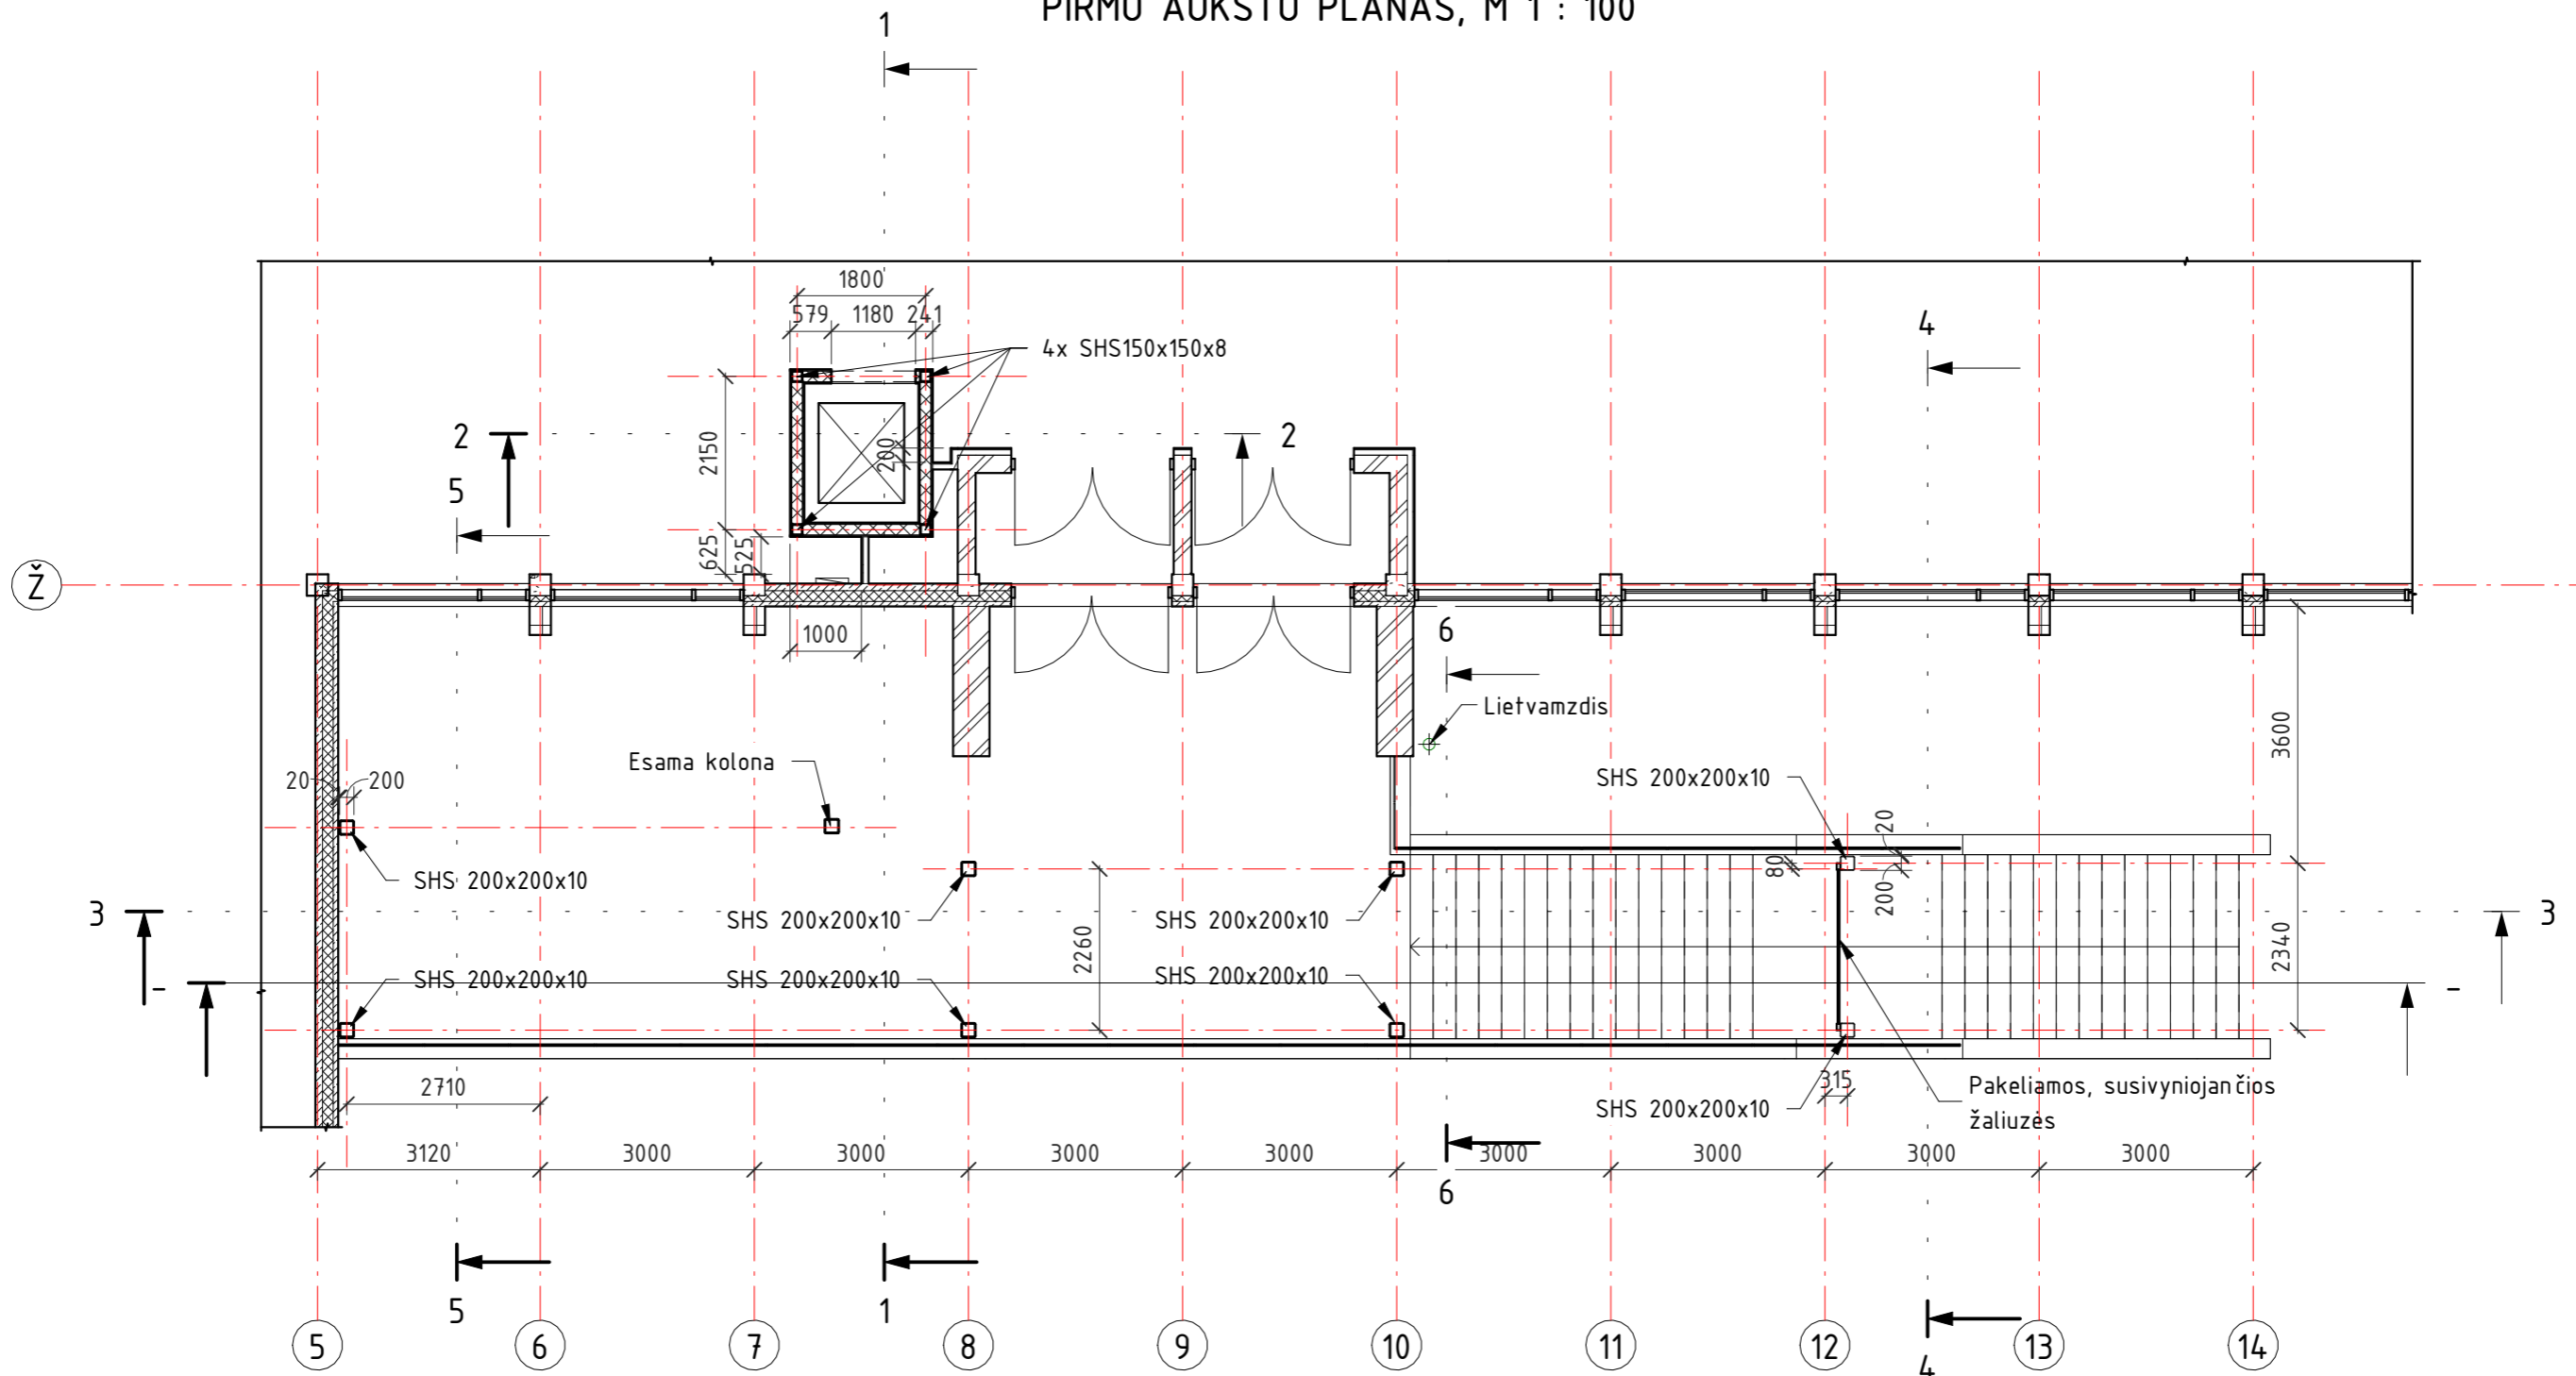 PIRMŲ AUKŠTŲ PLANAS, M 1 : 100
1
1800
579 1180 241
4x SHS150x150x8
4
2150
2
200
2
5
625
525
Ž
1000
6
Lietvamzdis
3600
Esama kolona
20 200
SHS 200x200x10
20
80
200
SHS 200x200x10
SHS 200x200x10
SHS 200x200x10
3
3
2260
2340
SHS 200x200x10
SHS 200x200x10
SHS 200x200x10
-
-
2710
315
SHS 200x200x10
Pakeliamos, susivyniojančios
žaliuzės
3120 3000 3000 3000 3000 3000 3000 3000 3000
6
5
1
4
5 6 7 8 9 10 11 12 13 14